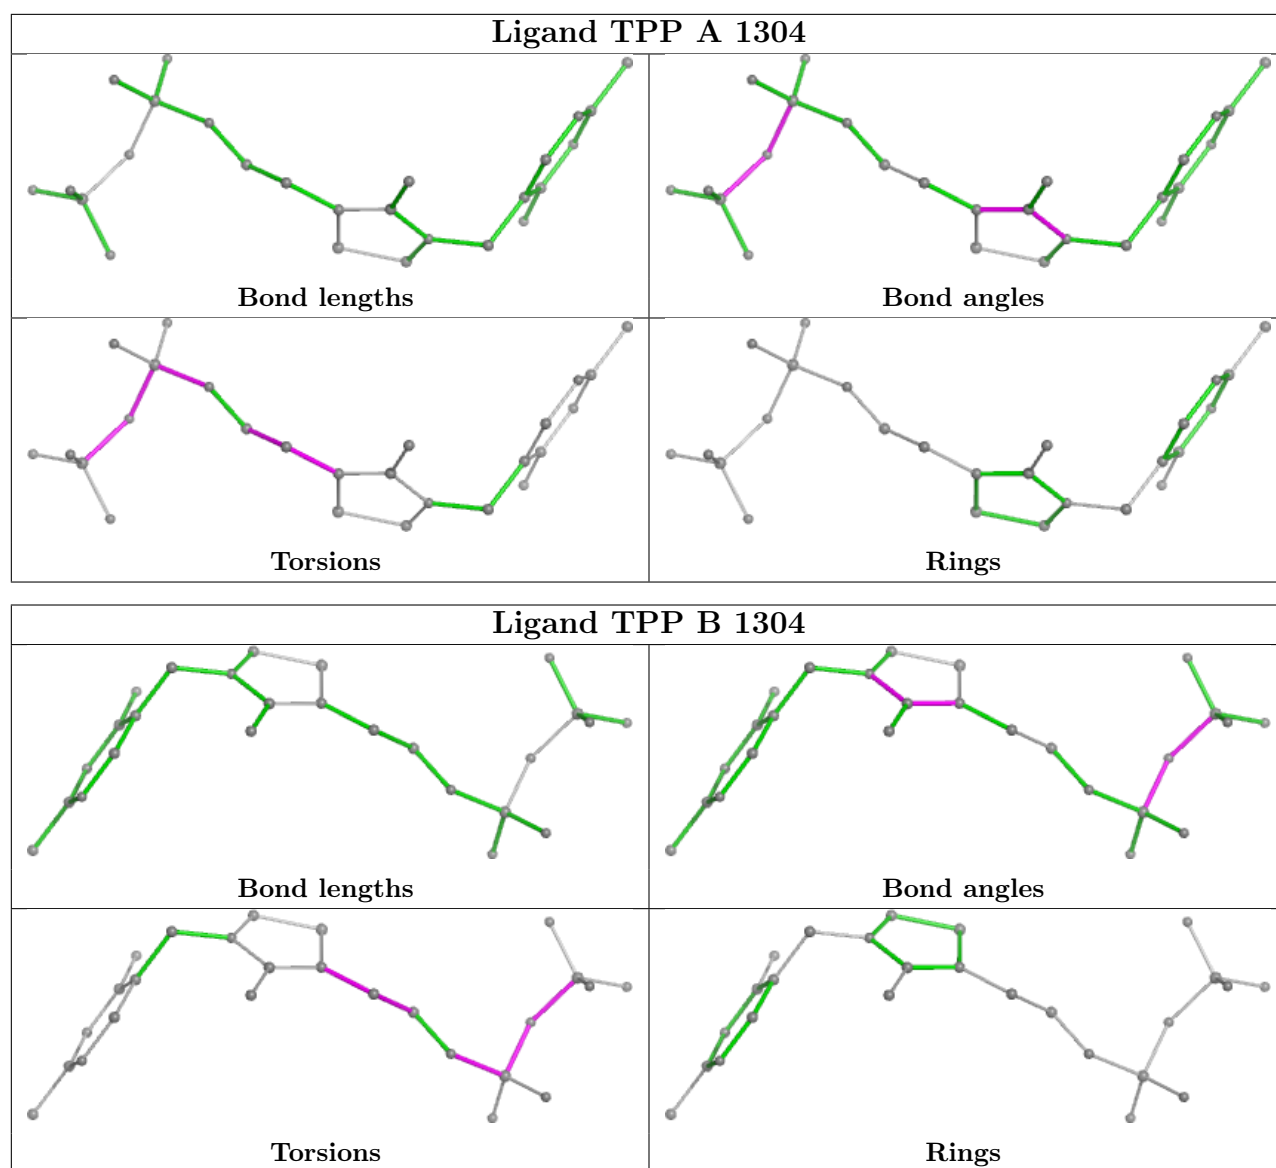 Ligand TPP A 1304
Bond lengths
Bond angles
Torsions
Rings
Ligand TPP B 1304
Bond lengths
Bond angles
Torsions
Rings